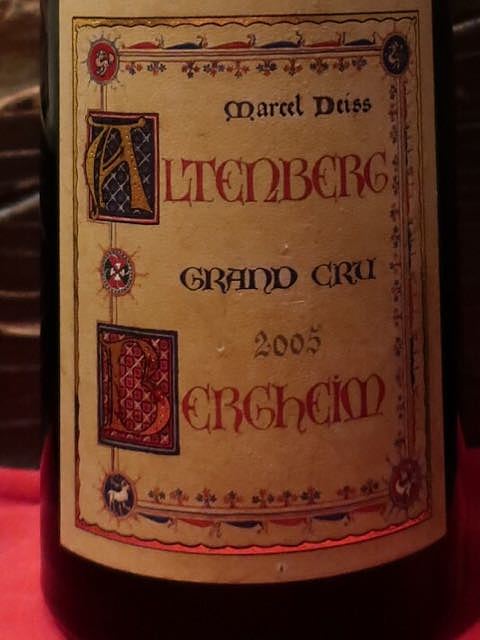 Marcel Deiss
ALTENBERG
GRAND CRU
2005
BERGHEIM